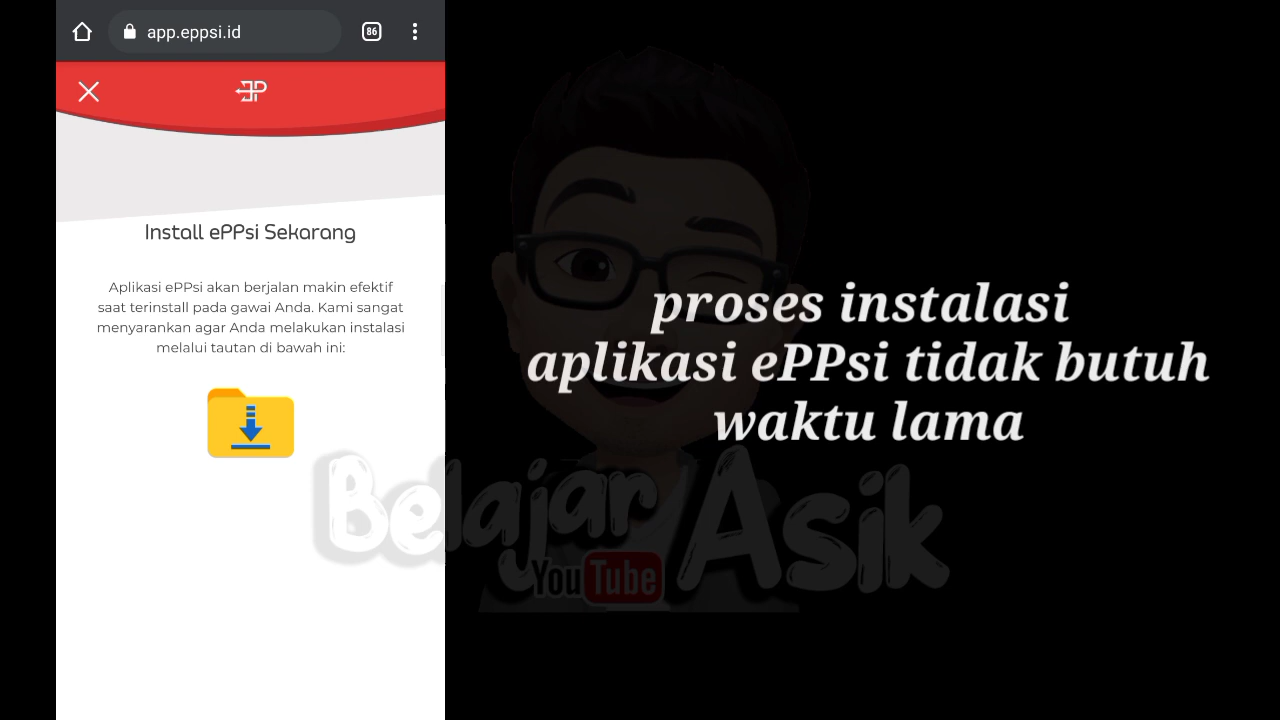 app.eppsi.id
86
Install ePPsi Sekarang
Aplikasi ePPsi akan berjalan makin efektif
saat terinstall pada gawai Anda. Kami sangat
menyarankan agar Anda melakukan instalasi
melalui tautan di bawah ini:
proses instalasi
aplikasi ePPsi tidak butuh
waktu lama
Belajar Asik
YouTube